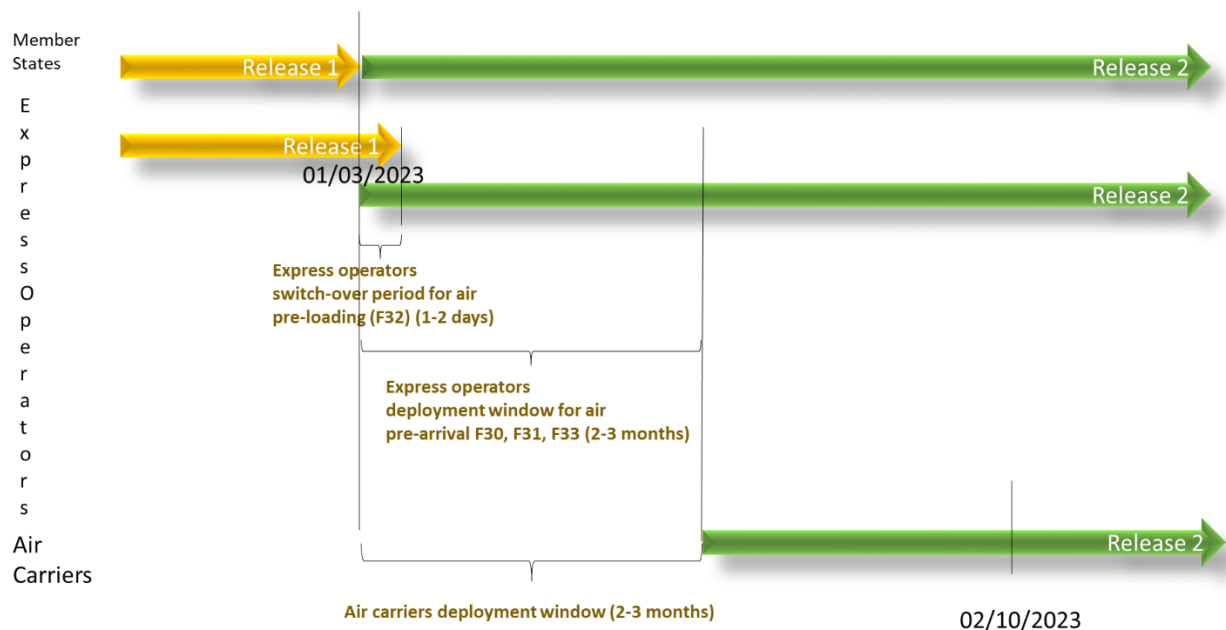 Member
States
Release 1
Release 2
Express Operators
Release 1
01/03/2023
Release 2
Express operators
switch-over period for air
pre-loading (F32) (1-2 days)
Express operators
deployment window for air
pre-arrival F30, F31, F33 (2-3 months)
Air
Carriers
Release 2
Air carriers deployment window (2-3 months)
02/10/2023